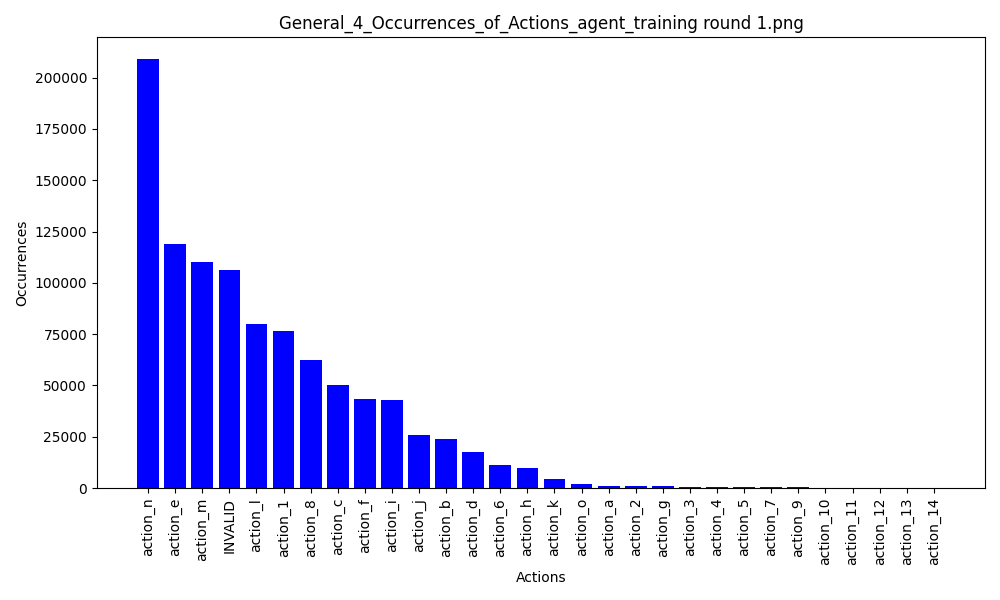 General_4_Occurrences_of_Actions_agent_training round 1.png
Occurrences
200000
175000
150000
125000
100000
75000
50000
25000
0
action_n
action_e
action_m
INVALID
action_l
action_1
action_8
action_c
action_f
action_i
action_J
action_b
action_d
action_6
action_h
action_k
action_o
action_a
action_2
action_g
action_3
action_4
action_5
action_7
action_9
action_10
action_11
action_12
action_13
action_14
Actions